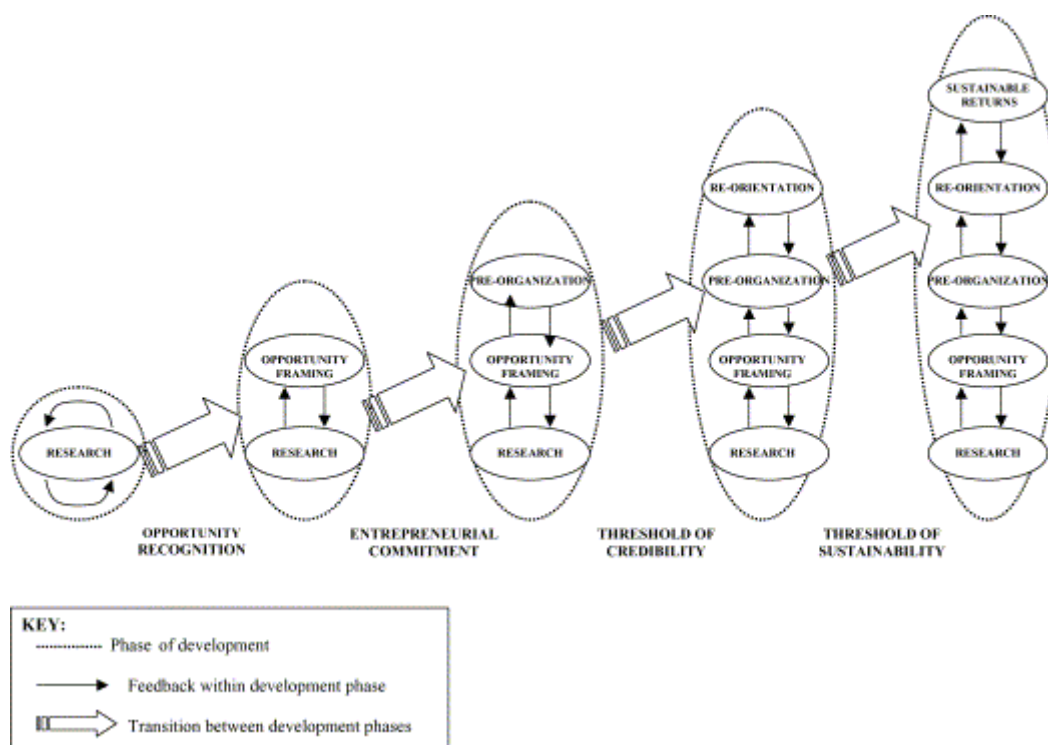 RESEARCH
OPPORTUNITY
RECOGNITION
OPPORTUNITY
FRAMING
RESEARCH
ENTREPRENEURIAL
COMMITMENT
PRE-ORGANIZATION
OPPORTUNITY
FRAMING
RESEARCH
THRESHOLD OF
CREDIBILITY
RE-ORIENTATION
PRE-ORGANIZATION
OPPORTUNITY
FRAMING
RESEARCH
THRESHOLD OF
SUSTAINABILITY
SUSTAINABLE
RETURNS
RE-ORIENTATION
PRE-ORGANIZATION
OPPORUNITY
FRAMING
RESEARCH
KEY:
Phase of development
Feedback within development phase
Transition between development phases